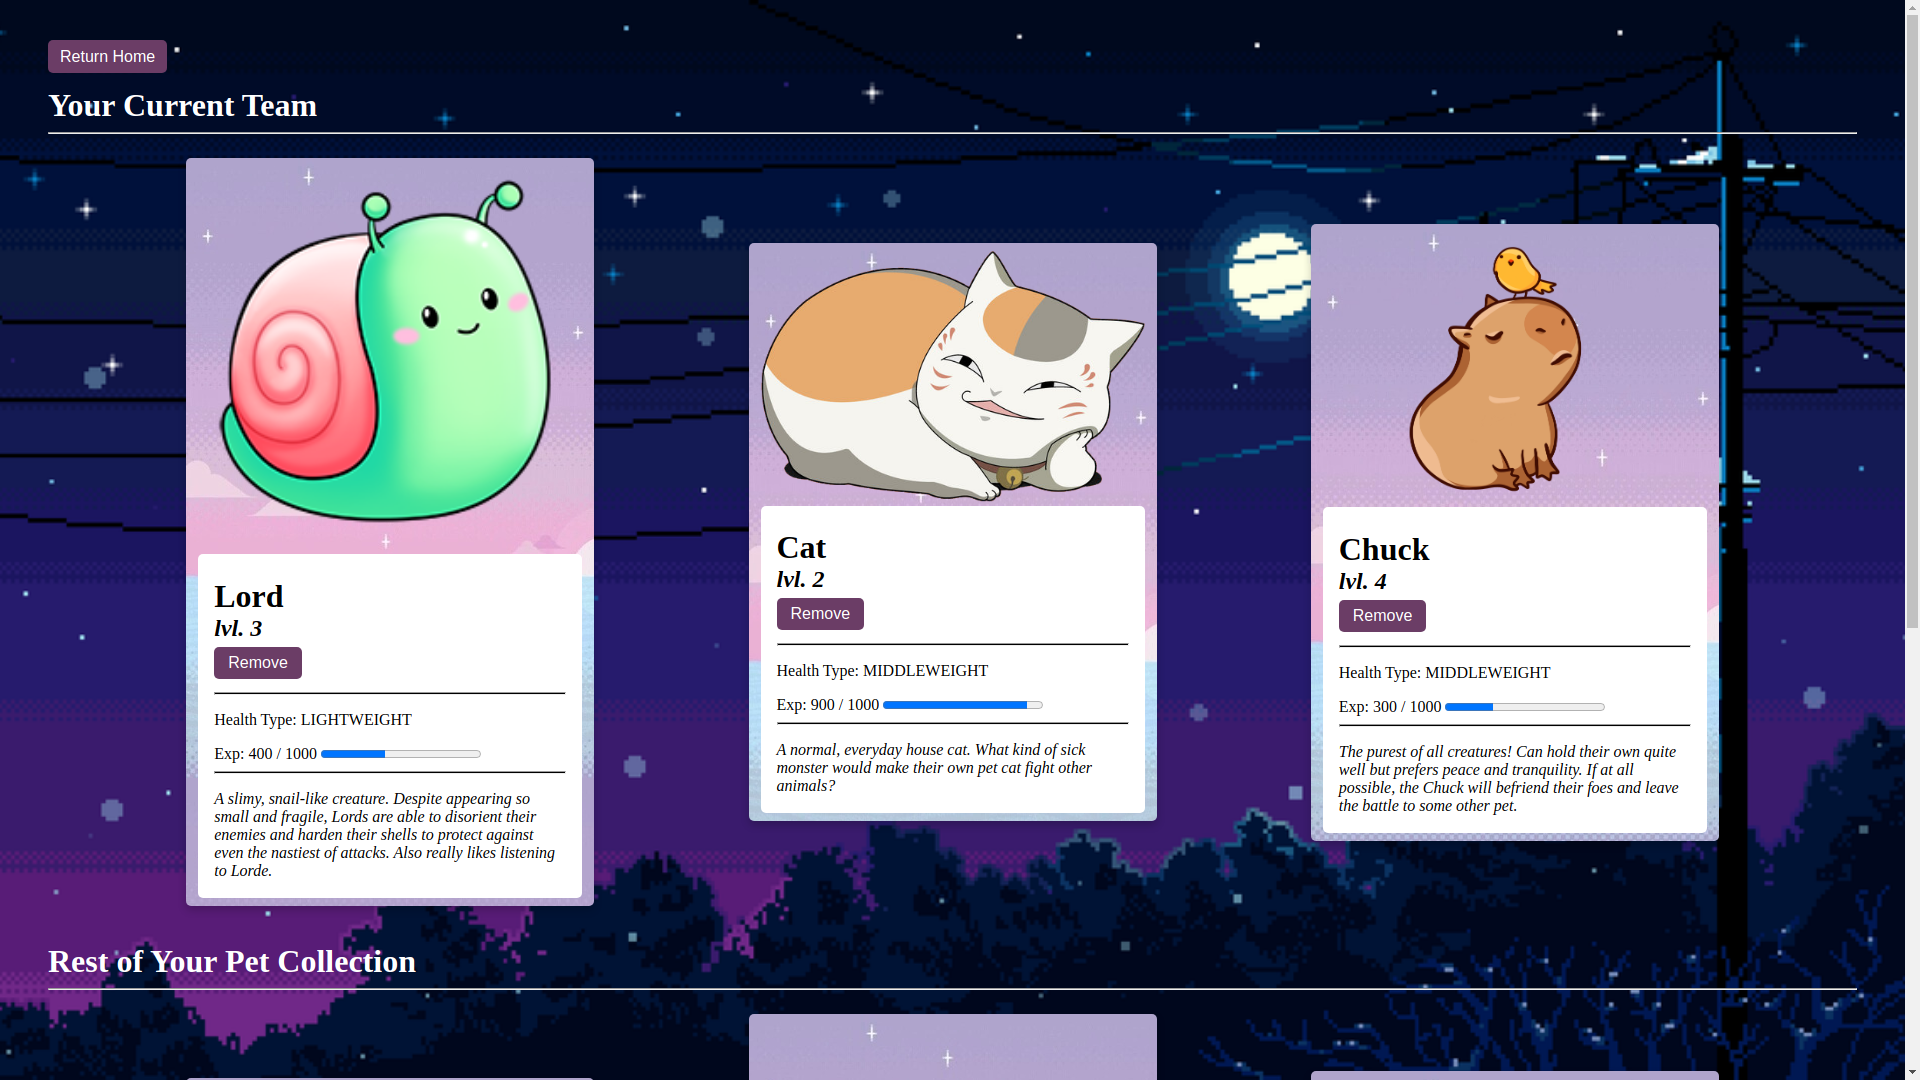 Return Home
Your Current Team
Lord
lvl. 3
Remove
Health Type: LIGHTWEIGHT
Exp: 400 / 1000
A slimy, snail-like creature. Despite appearing so
small and fragile, Lords are able to disorient their
enemies and harden their shells to protect against
even the nastiest of attacks. Also really likes listening
to Lorde.
Cat
lvl. 2
Remove
Health Type: MIDDLEWEIGHT
Exp: 900 / 1000
A normal, everyday house cat. What kind of sick
monster would make their own pet cat fight other
animals?
Chuck
lvl. 4
Remove
Health Type: MIDDLEWEIGHT
Exp: 300 / 1000
The purest of all creatures! Can hold their own quite
well but prefers peace and tranquility. If at all
possible, the Chuck will befriend their foes and leave
the battle to some other pet.
Rest of Your Pet Collection